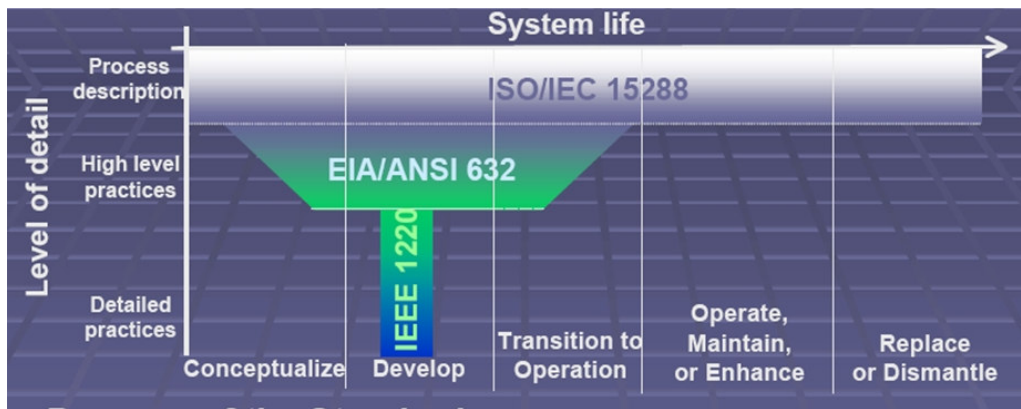 System life
Process
description
ISO/IEC 15288
Level of detail
High level
practices
EIA/ANSI 632
IEEE 1220
Detailed
practices
Conceptualize
Develop
Transition to
Operation
Operate,
Maintain,
or Enhance
Replace
or Dismantle